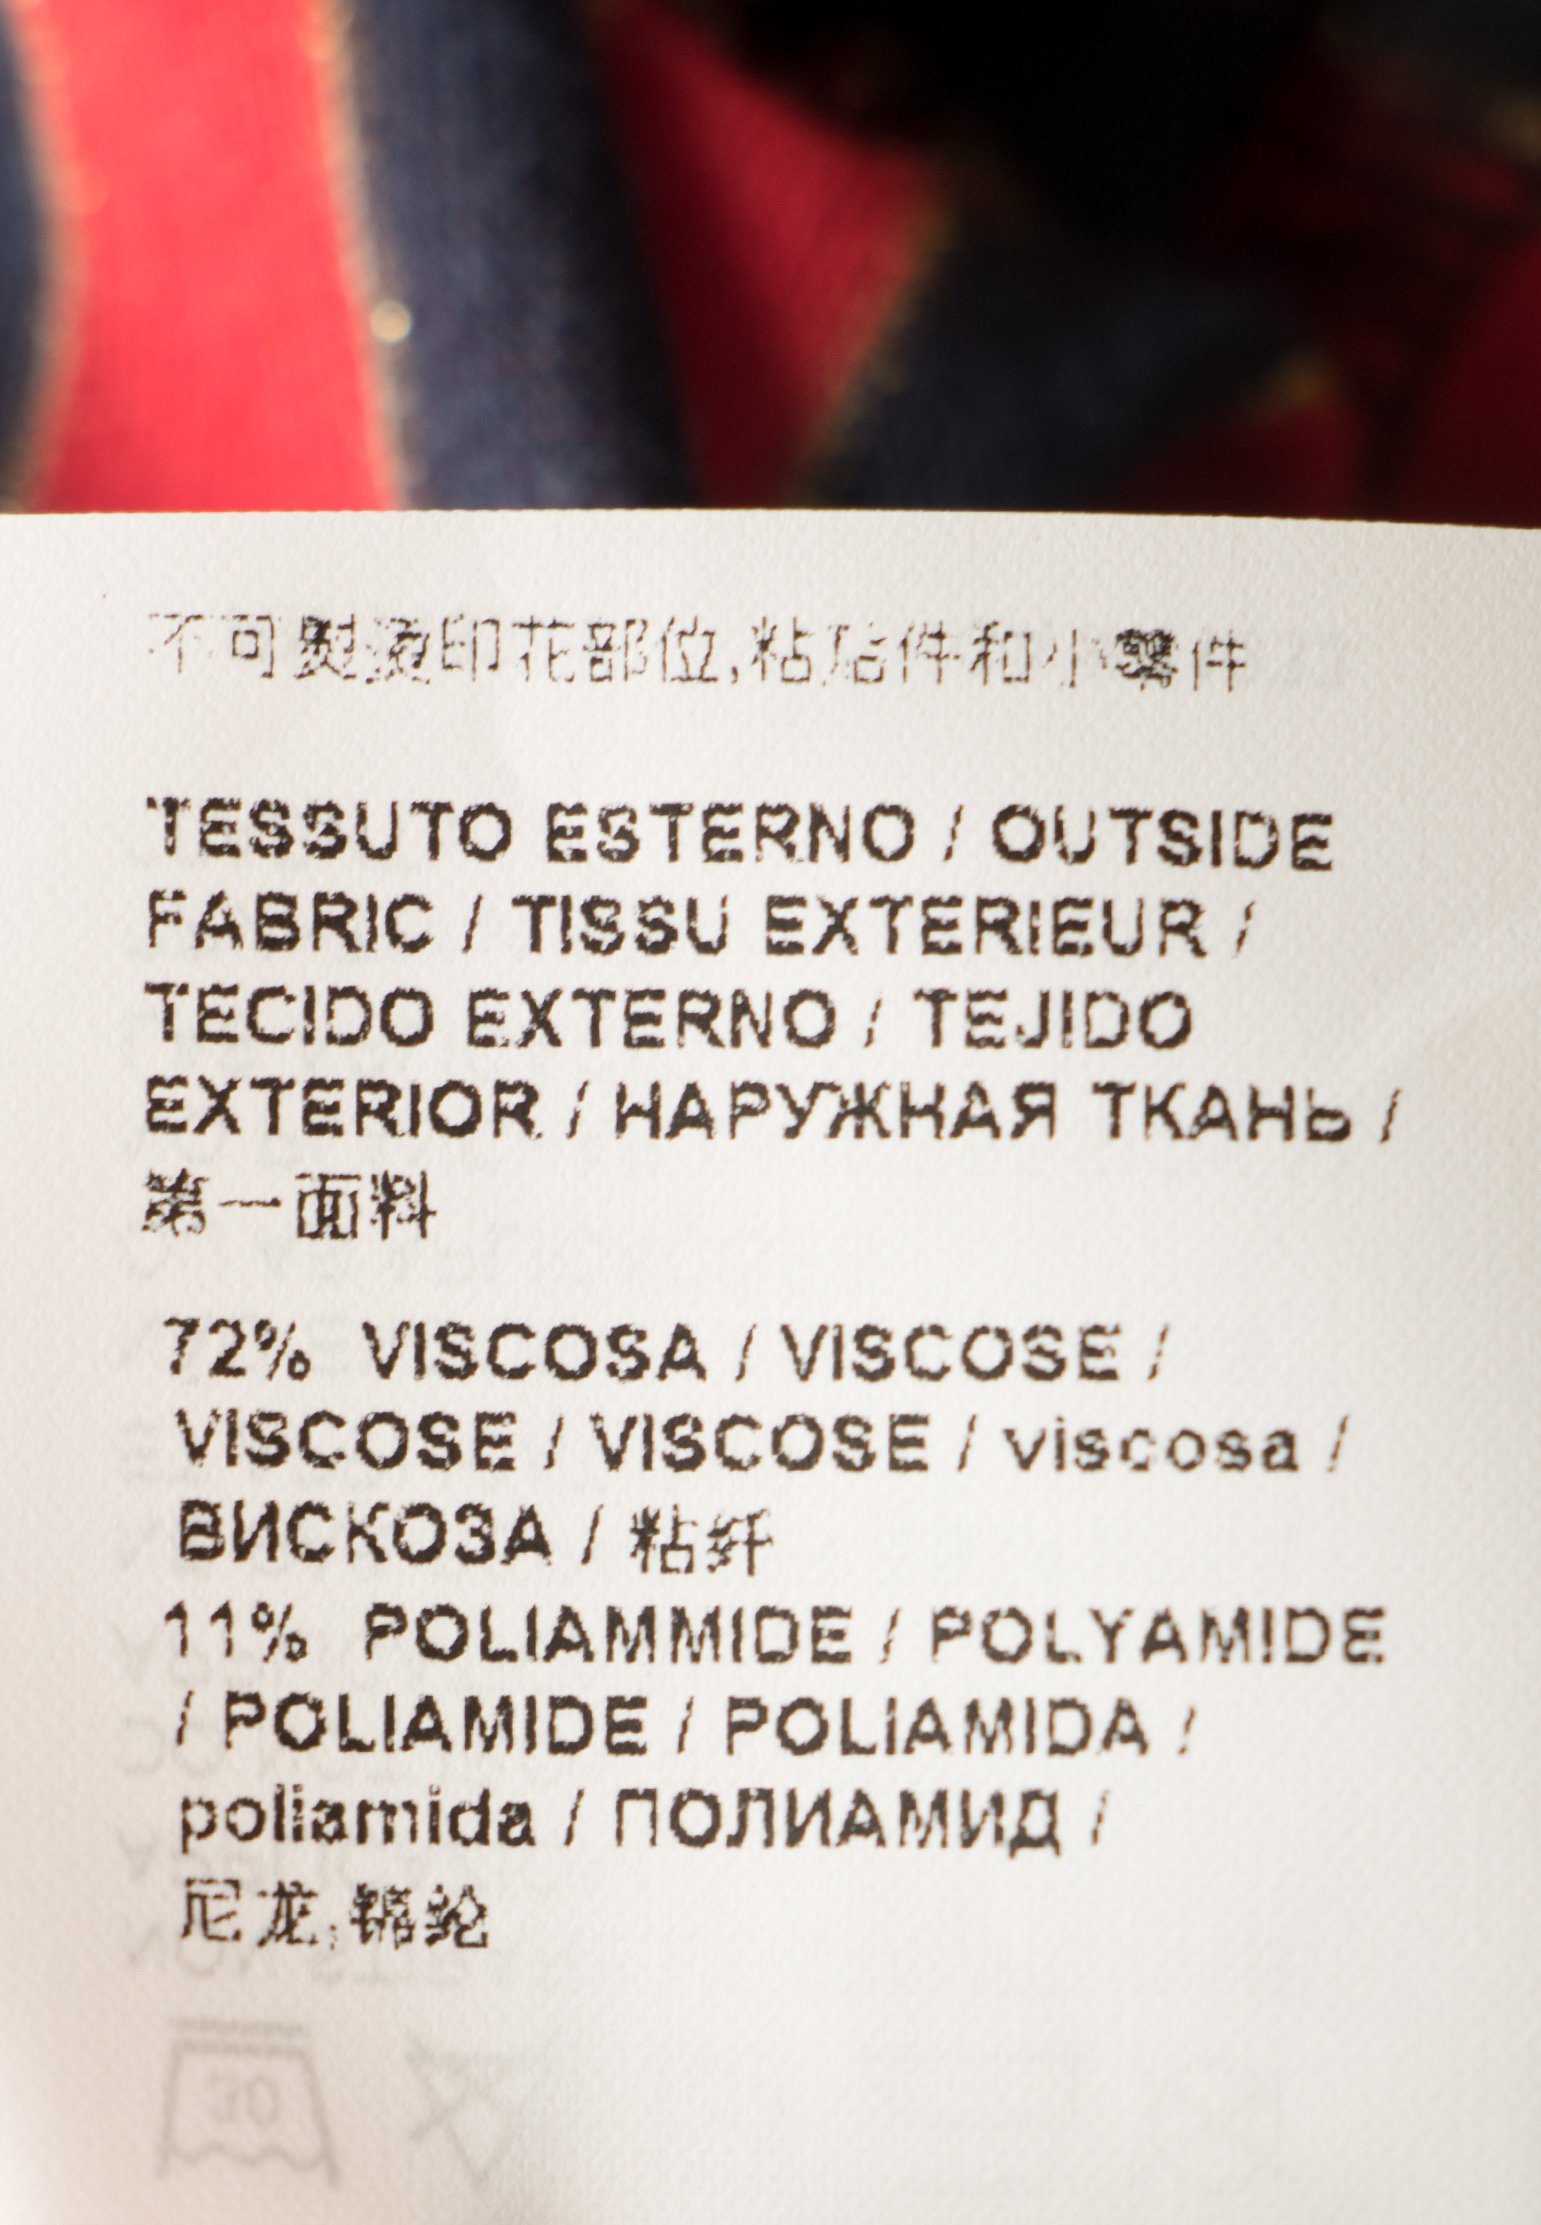 不可熨烫印花部位,粘贴件和小零件
TESSUTO ESTERNO / OUTSIDE
FABRIC / TISSU EXTERIEUR /
TECIDO EXTERNO / TEJIDO
EXTERIOR / НАРУЖНАЯ ТКАНЬ /
第一面料
72% VISCOSA / VISCOSE /
VISCOSE / VISCOSE / viscosa /
ВИСКОЗА / 粘纤
11% POLIAMMIDE / POLYAMIDE
/ POLIAMIDE / POLIAMIDA /
poliamida / ПОЛИАМИД /
尼龙,锦纶
30